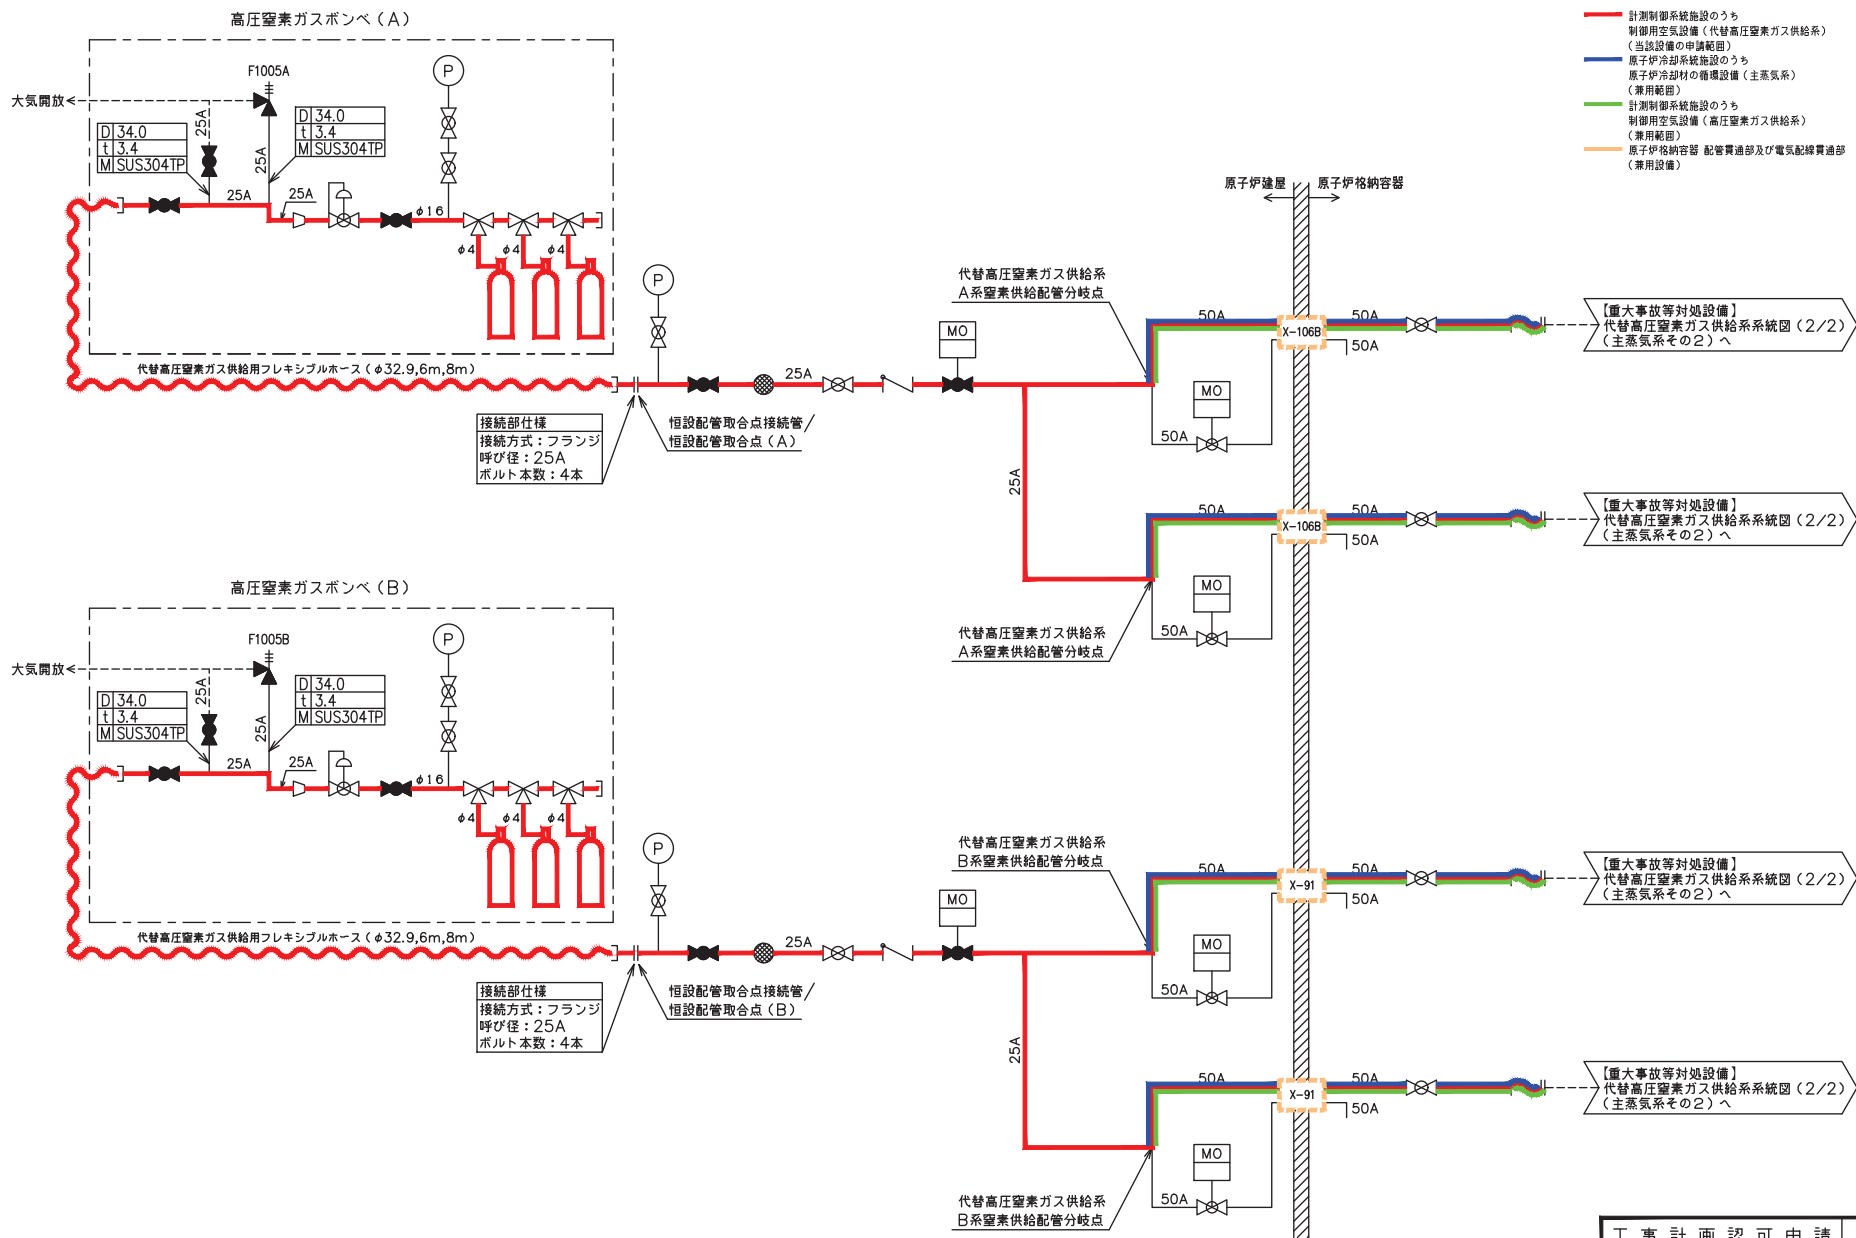 高圧窒素ガスボンベ（A）
計測制御系統施設のうち
制御用空気設備（代替高圧窒素ガス供給系）
（当該設備の申請範囲）
原子炉冷却系統施設のうち
原子炉冷却材の循環設備（主蒸気系）
（兼用範囲）
計測制御系統施設のうち
制御用空気設備（高圧窒素ガス供給系）
（兼用範囲）
原子炉格納容器 配管貫通部及び電気配線貫通部
（兼用設備）
F1005A
P
大気開放
25A
D 34.0
t 3.4
M SUS304TP
25A
D 34.0
t 3.4
M SUS304TP
25A
25A
φ16
φ4
φ4
φ4
原子炉建屋
原子炉格納容器
代替高圧窒素ガス供給用フレキシブルホース（φ32.9,6m,8m）
P
25A
MO
接続部仕様
接続方式：フランジ
呼び径：25A
ボルト本数：4本
恒設配管取合点接続管／
恒設配管取合点（A）
代替高圧窒素ガス供給系
A系窒素供給配管分岐点
50A
X-106B
50A
50A
MO
50A
【重大事故等対処設備】
代替高圧窒素ガス供給系系統図（2/2）
（主蒸気系その2）へ
25A
50A
X-106B
50A
50A
MO
50A
【重大事故等対処設備】
代替高圧窒素ガス供給系系統図（2/2）
（主蒸気系その2）へ
代替高圧窒素ガス供給系
A系窒素供給配管分岐点
高圧窒素ガスボンベ（B）
F1005B
P
大気開放
25A
D 34.0
t 3.4
M SUS304TP
25A
D 34.0
t 3.4
M SUS304TP
25A
25A
φ16
φ4
φ4
φ4
代替高圧窒素ガス供給用フレキシブルホース（φ32.9,6m,8m）
P
25A
MO
接続部仕様
接続方式：フランジ
呼び径：25A
ボルト本数：4本
恒設配管取合点接続管／
恒設配管取合点（B）
代替高圧窒素ガス供給系
B系窒素供給配管分岐点
50A
X-91
50A
50A
MO
50A
【重大事故等対処設備】
代替高圧窒素ガス供給系系統図（2/2）
（主蒸気系その2）へ
25A
50A
X-91
50A
50A
MO
50A
【重大事故等対処設備】
代替高圧窒素ガス供給系系統図（2/2）
（主蒸気系その2）へ
代替高圧窒素ガス供給系
B系窒素供給配管分岐点
工事計画認可申請